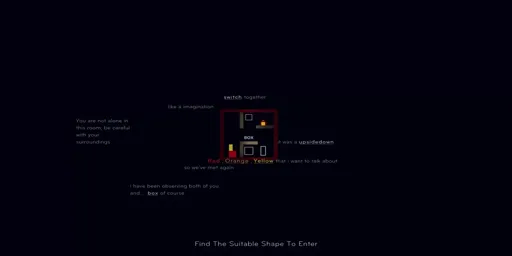 switch together
like a imagination
You are not alone in
this room, be careful
with your
surroundings
BOX
it was a upsidedown
Red Orange Yellow that i want to talk about
so we've met again
i have been observing both of you
and... box of course
Find The Suitable Shape To Enter